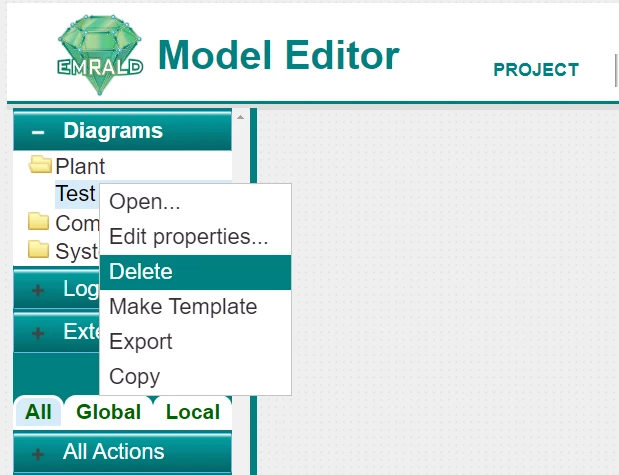 EMRALD
Model Editor
PROJECT
Diagrams
Plant
Test
Open...
Edit properties...
Com
Syst
Delete
Log
Make Template
Exte
Export
Copy
All Global Local
All Actions